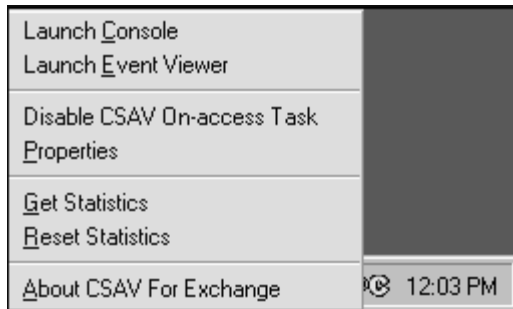 Launch Console
Launch Event Viewer
Disable CSAV On-access Task
Properties
Get Statistics
Reset Statistics
About CSAV For Exchange
12:03 PM